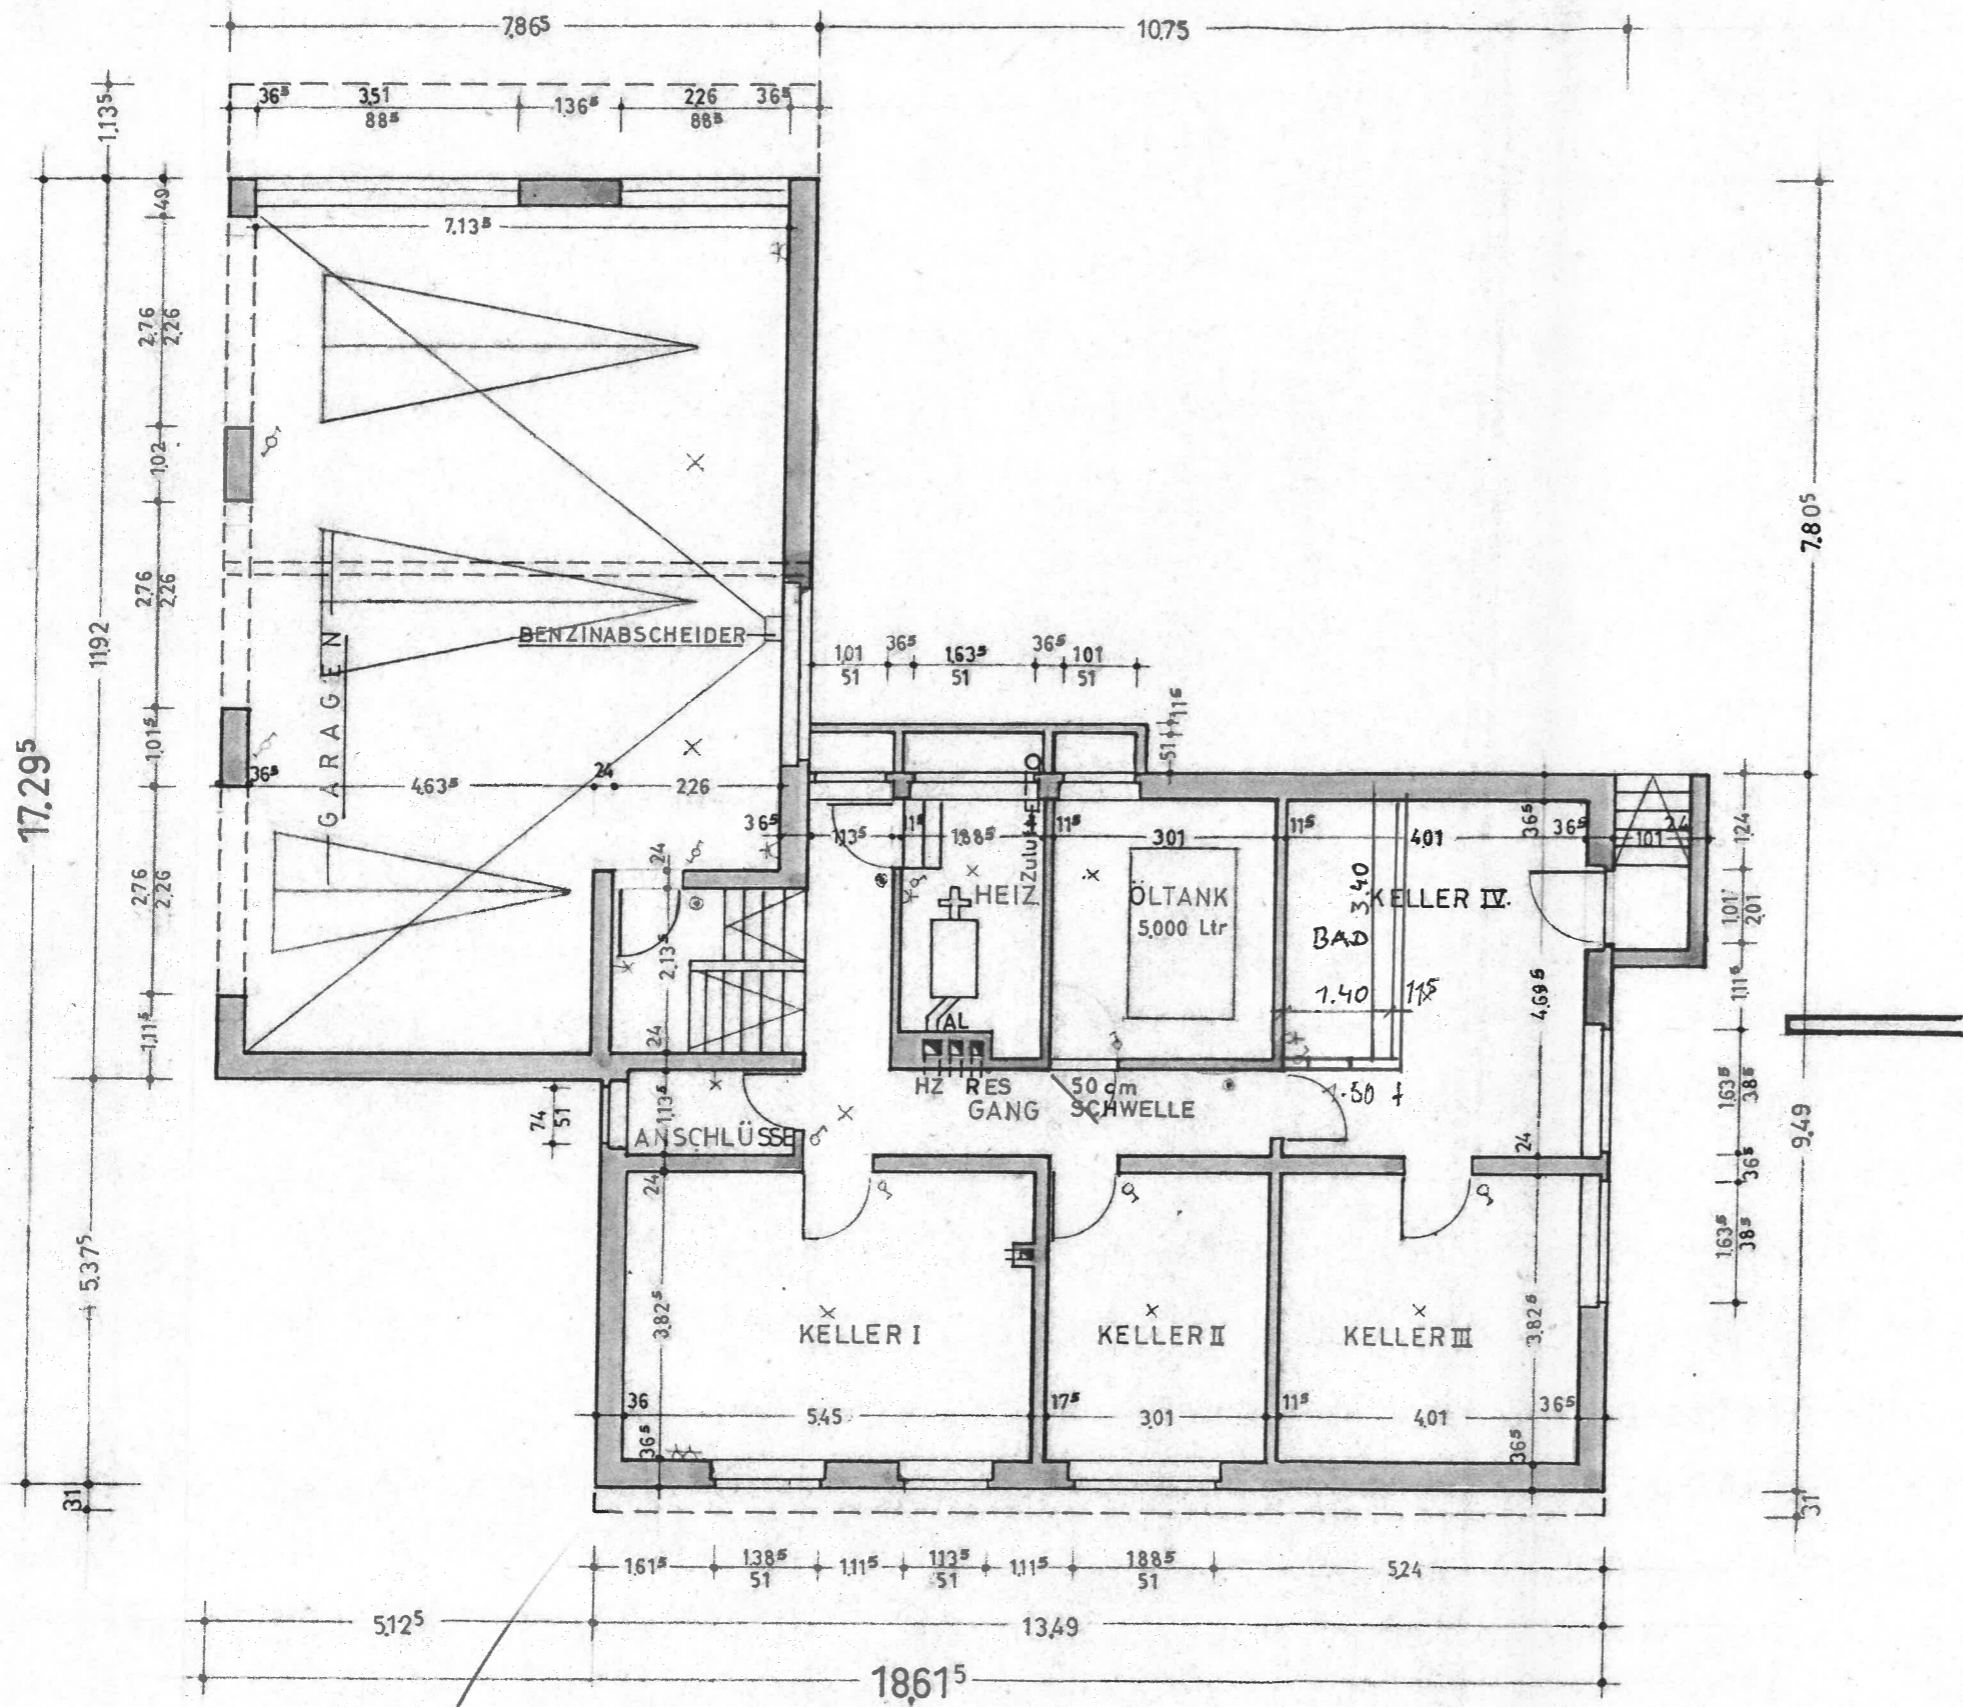 7,86⁵ 10,75
36⁵ 3,51 1,36⁵ 2,26 36⁵
88⁵ 88⁵
1,13⁵
49
7,13⁵
2,76
2,26
1,02
7,80⁵
2,76
2,26
11,92
BENZINABSCHEIDER
GARAGEN
1,01 36⁵ 1,63⁵ 36⁵ 1,01
51 51 51
11⁵
51
1,01⁵
17,29⁵
36⁵ 4,63⁵ 24 2,26
36⁵ 1,13⁵ 11⁵ 1,88⁵ 11⁵ 3,01 11⁵ 4,01 36⁵ 1,01 24
36⁵
1,24
Zuluft
24
2,76
2,26
HEIZ.
ÖLTANK
5,000 Ltr
3.40
KELLER IV.
BAD
1,01
2,01
2,13⁵
1.40 11⁵
4,69⁵
1,11⁵
1,11⁵
24
AL
HZ RES
GANG
50 cm
SCHWELLE
1.50
1,63⁵
38⁵
74
51
1,13⁵
ANSCHLÜSSE
24
9,49
36⁵
24
5,37⁵
3,82⁵
KELLER I
KELLER II
KELLER III
3,82⁵
1,63⁵
38⁵
36 5,45 17⁵ 3,01 11⁵ 4,01 36⁵
36⁵
36⁵
31
31
1,61⁵ 1,38⁵ 1,11⁵ 1,13⁵ 1,11⁵ 1,88⁵ 5,24
51 51 51
5,12⁵ 13,49
18,61⁵